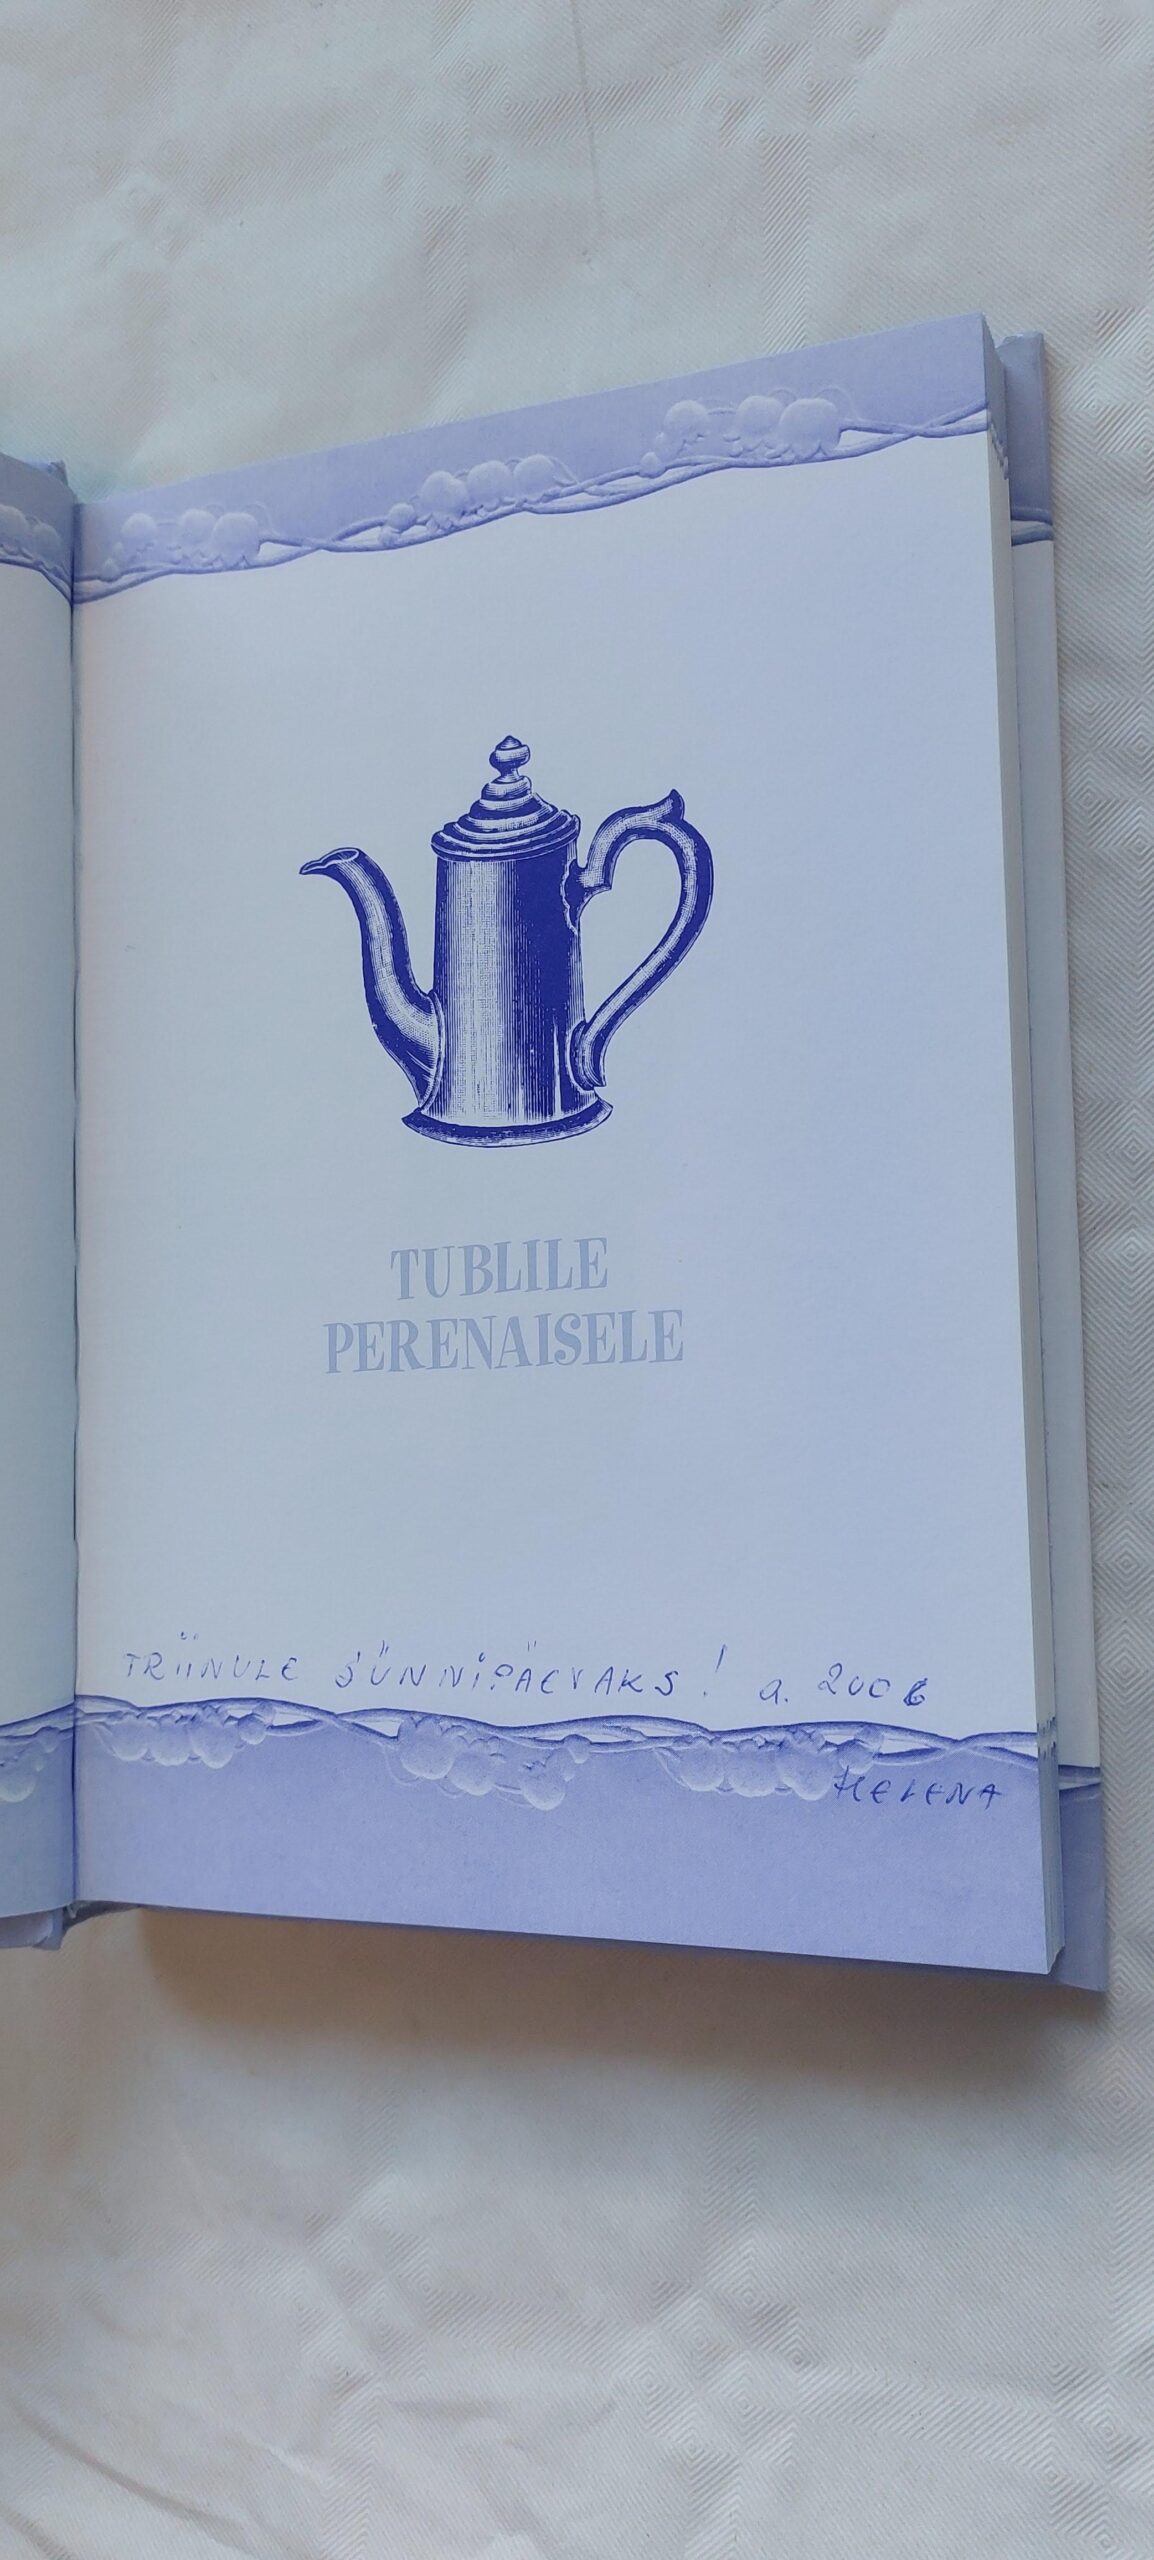 TUBLILE
PERENAISELE
TRIINULE SÜNNIPÄEVAKS! a. 2006
HELENA